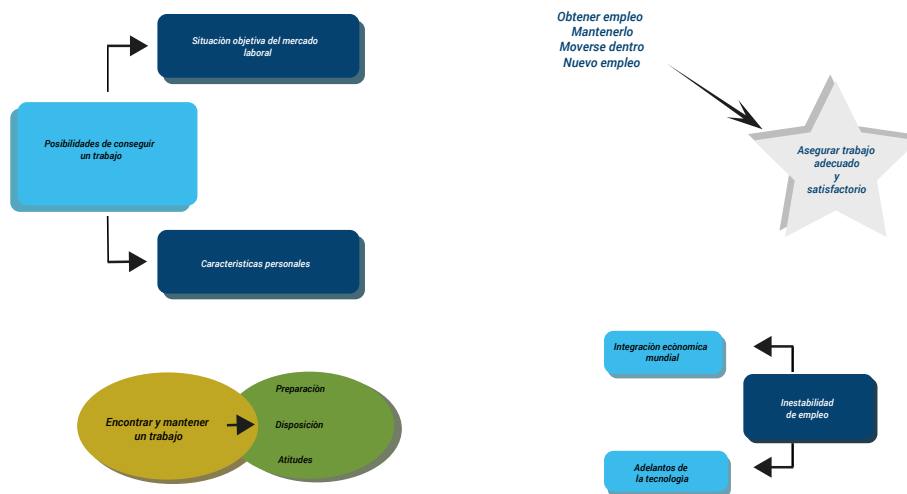 Situaciòn objetiva del mercado
laboral
Posibilidades de conseguir
un trabajo
Caracterìsticas personales
Obtener empleo
Mantenerlo
Moverse dentro
Nuevo empleo
Asegurar trabajo
adecuado
y
satisfactorio
Encontrar y mantener
un trabajo
Preparaciòn
Disposiciòn
Atitudes
Integraciòn ecònomica
mundial
Inestabilidad
de empleo
Adelantos de
la tecnologìa